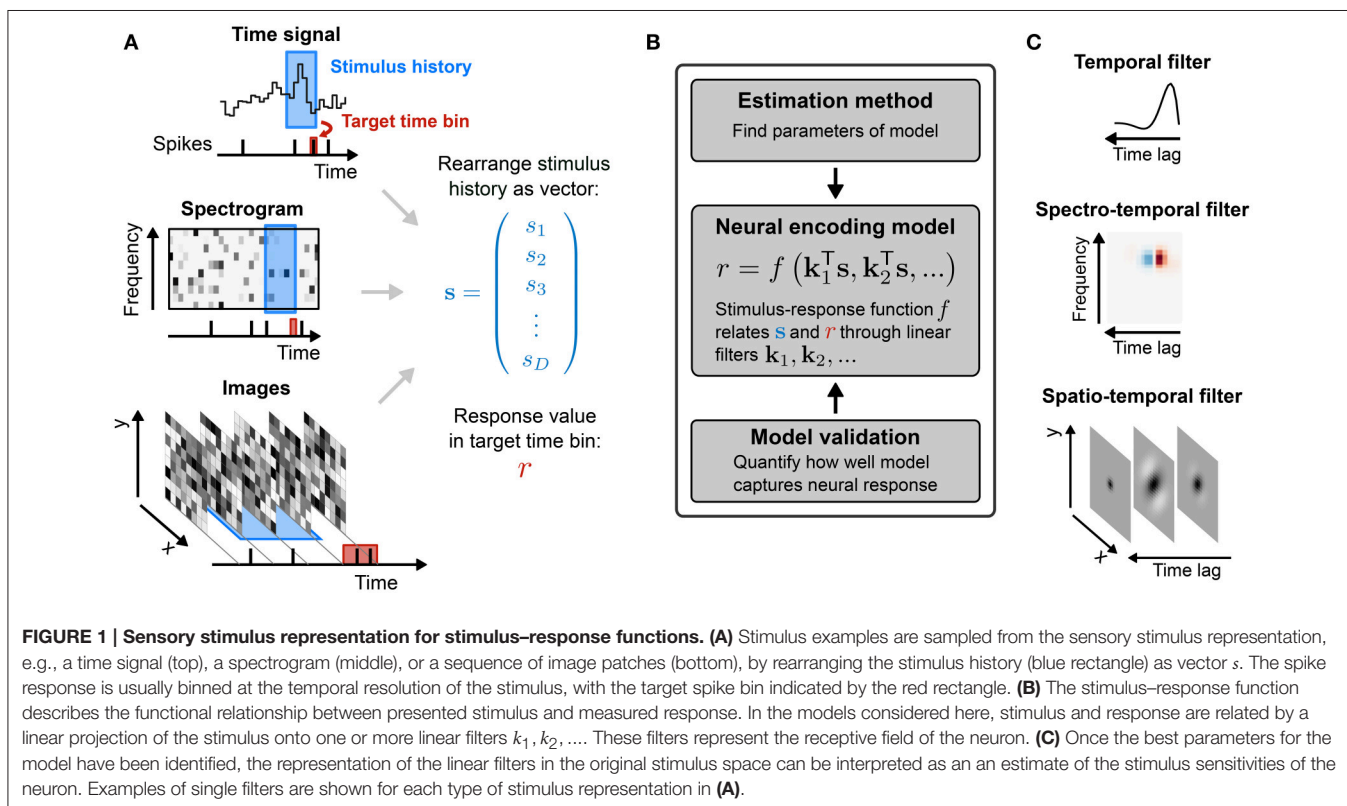 A
Time signal
Stimulus history
Target time bin
Spikes
Time
Spectrogram
Frequency
Time
Images
y
x
Time
Rearrange stimulus
history as vector:
s = ( s₁
s₂
s₃
⋮
s_D )
Response value
in target time bin:
r
B
Estimation method
Find parameters of model
Neural encoding model
r = f (k₁ᵀs, k₂ᵀs, ...)
Stimulus-response function f
relates s and r through linear
filters k₁, k₂, ...
Model validation
Quantify how well model
captures neural response
C
Temporal filter
Time lag
Spectro-temporal filter
Frequency
Time lag
Spatio-temporal filter
y
x
Time lag
FIGURE 1 | Sensory stimulus representation for stimulus–response functions. (A) Stimulus examples are sampled from the sensory stimulus representation,
e.g., a time signal (top), a spectrogram (middle), or a sequence of image patches (bottom), by rearranging the stimulus history (blue rectangle) as vector s. The spike
response is usually binned at the temporal resolution of the stimulus, with the target spike bin indicated by the red rectangle. (B) The stimulus–response function
describes the functional relationship between presented stimulus and measured response. In the models considered here, stimulus and response are related by a
linear projection of the stimulus onto one or more linear filters k₁, k₂, .... These filters represent the receptive field of the neuron. (C) Once the best parameters for the
model have been identified, the representation of the linear filters in the original stimulus space can be interpreted as an an estimate of the stimulus sensitivities of the
neuron. Examples of single filters are shown for each type of stimulus representation in (A).